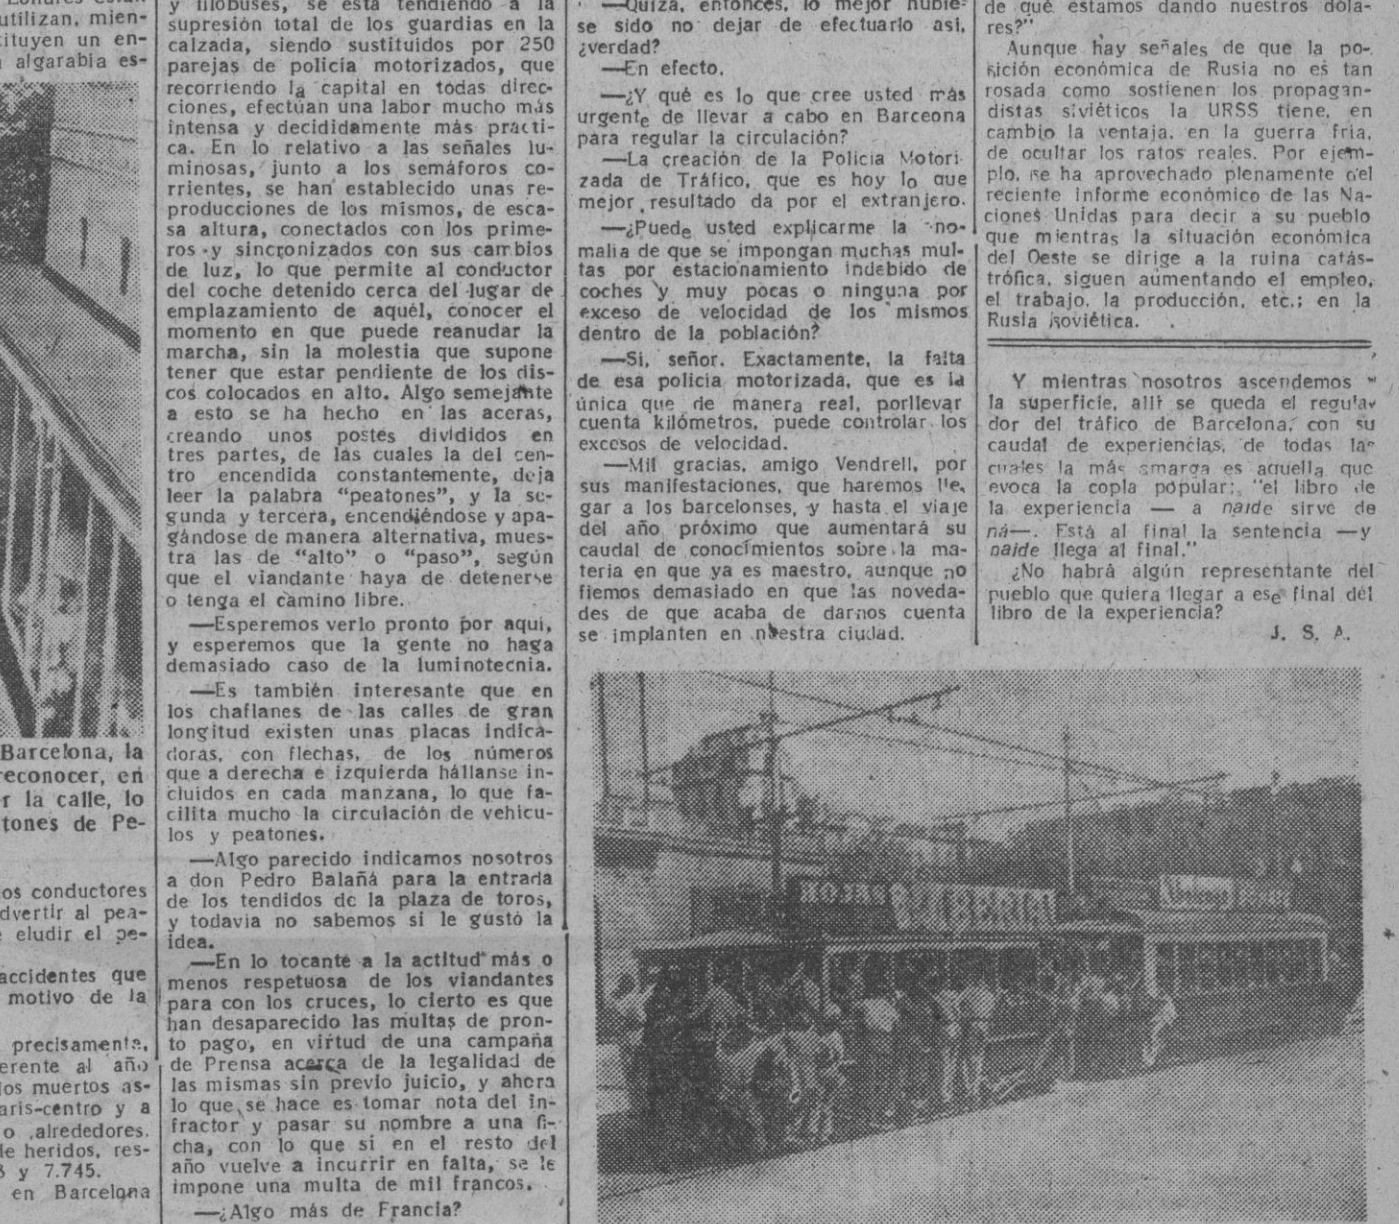 Londres están
utilizan, mien-
tituyen un en-
algarabia es-
Barcelona, la
reconocer, en
r la calle, lo
tones de Pe-
os conductores
dvertir al pea-
eludir el pe-
accidentes que
motivo de la
precisamente,
erente al año
los muertos as-
aris-centro y a
o alrededores.
le heridos, res-
y 7.745.
en Barcelona
y filobuses, se está tendiendo a la
supresión total de los guardias en la
calzada, siendo sustituidos por 250
parejas de policía motorizados, que
recorriendo la capital en todas direc-
ciones, efectúan una labor mucho más
intensa y decididamente más prácti-
ca. En lo relativo a las señales lu-
minosas, junto a los semáforos co-
rrientes, se han establecido unas re-
producciones de los mismos, de esca-
sa altura, conectados con los prime-
ros y sincronizados con sus cambios
de luz, lo que permite al conductor
del coche detenido cerca del lugar de
emplazamiento de aquél, conocer el
momento en que puede reanudar la
marcha, sin la molestia que supone
tener que estar pendiente de los dis-
cos colocados en alto. Algo semejante
a esto se ha hecho en las aceras,
creando unos postes divididos en
tres partes, de las cuales la del cen-
tro encendida constantemente, deja
leer la palabra "peatones", y la se-
gunda y tercera, encendiéndose y apa-
gándose de manera alternativa, mues-
tra las de "alto" o "paso", según
que el viandante haya de detenerse
o tenga el camino libre.
—Esperemos verlo pronto por aquí,
y esperemos que la gente no haga
demasiado caso de la luminotecnia.
—Es también interesante que en
los chaflanes de las calles de gran
longitud existen unas placas indica-
doras, con flechas, de los números
que a derecha e izquierda hállanse in-
cluidos en cada manzana, lo que fa-
cilita mucho la circulación de vehícu-
los y peatones.
—Algo parecido indicamos nosotros
a don Pedro Balañá para la entrada
de los tendidos de la plaza de toros,
y todavía no sabemos si le gustó la
idea.
—En lo tocante a la actitud más o
menos respetuosa de los viandantes
para con los cruces, lo cierto es que
han desaparecido las multas de pron-
to pago, en virtud de una campaña
de Prensa acerca de la legalidad de
las mismas sin previo juicio, y ahora
lo que se hace es tomar nota del in-
fractor y pasar su nombre a una fi-
cha, con lo que si en el resto del
año vuelve a incurrir en falta, se le
impone una multa de mil francos.
—¿Algo más de Francia?
—Quizá, entonces, lo mejor hubie-
se sido no dejar de efectuarlo así,
¿verdad?
—En efecto.
—¿Y qué es lo que cree usted más
urgente de llevar a cabo en Barceona
para regular la circulación?
—La creación de la Policía Motori-
zada de Tráfico, que es hoy lo que
mejor resultado da por el extranjero.
—¿Puede usted explicarme la ano-
malia de que se impongan muchas mul-
tas por estacionamiento indebido de
coches y muy pocas o ninguna por
exceso de velocidad de los mismos
dentro de la población?
—Sí, señor. Exactamente, la falta
de esa policía motorizada, que es la
única que de manera real, porllevar
cuenta kilómetros, puede controlar los
excesos de velocidad.
—Mil gracias, amigo Vendrell, por
sus manifestaciones, que haremos lle-
gar a los barcelonses, y hasta el viaje
del año próximo que aumentará su
caudal de conocimientos sobre la ma-
teria en que ya es maestro, aunque no
fiemos demasiado en que las noveda-
des de que acaba de darnos cuenta
se implanten en nuestra ciudad.
de qué estamos dando nuestros dóla-
res?"
Aunque hay señales de que la po-
sición económica de Rusia no es tan
rosada como sostienen los propagan-
distas siviéticos la URSS tiene, en
cambio la ventaja, en la guerra fría,
de ocultar los ratos reales. Por ejem-
plo, se ha aprovechado plenamente del
reciente informe económico de las Na-
ciones Unidas para decir a su pueblo
que mientras la situación económica
del Oeste se dirige a la ruina catás-
trófica, siguen aumentando el empleo,
el trabajo, la producción, etc.; en la
Rusia soviética.
Y mientras nosotros ascendemos
la superficie, allí se queda el regula-
dor del tráfico de Barcelona, con su
caudal de experiencias, de todas las
cuales la más amarga es aquella que
evoca la copla popular: "el libro de
la experiencia — a naide sirve de
ná—. Está al final la sentencia —y
naide llega al final."
¿No habrá algún representante del
pueblo que quiera llegar a ese final del
libro de la experiencia?
J. S. A.